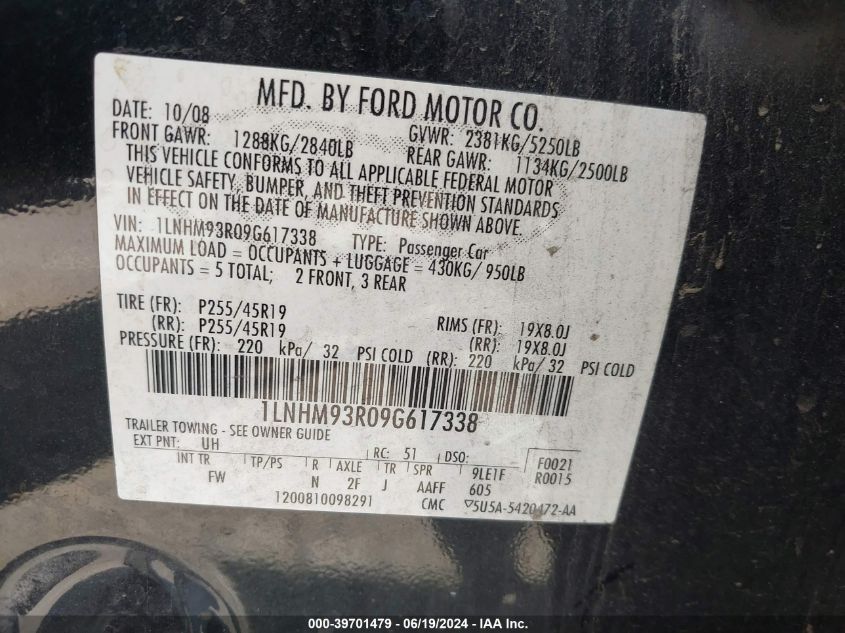 MFD. BY FORD MOTOR CO.
DATE: 10/08 GVWR: 2381KG/5250LB
FRONT GAWR: 1288KG/2840LB REAR GAWR: 1134KG/2500LB
THIS VEHICLE CONFORMS TO ALL APPLICABLE FEDERAL MOTOR
VEHICLE SAFETY, BUMPER, AND THEFT PREVENTION STANDARDS
IN EFFECT ON THE DATE OF MANUFACTURE SHOWN ABOVE.
VIN: 1LNHM93R09G617338 TYPE: Passenger Car
MAXIMUM LOAD = OCCUPANTS + LUGGAGE = 430KG/ 950LB
OCCUPANTS = 5 TOTAL; 2 FRONT, 3 REAR
TIRE (FR): P255/45R19 RIMS (FR): 19X8.0J
(RR): P255/45R19 (RR): 19X8.0J
PRESSURE (FR): 220 kPa/ 32 PSI COLD (RR): 220 kPa/ 32 PSI COLD
1LNHM93R09G617338
TRAILER TOWING - SEE OWNER GUIDE
EXT PNT: UH RC: 51 DSO: F0021
INT TR TP/PS R AXLE TR SPR 9LE1F R0015
FW N 2F J AAFF 605
1200810098291 CMC ▽5U5A-5420472-AA
000-39701479 - 06/19/2024 - IAAI, Inc.